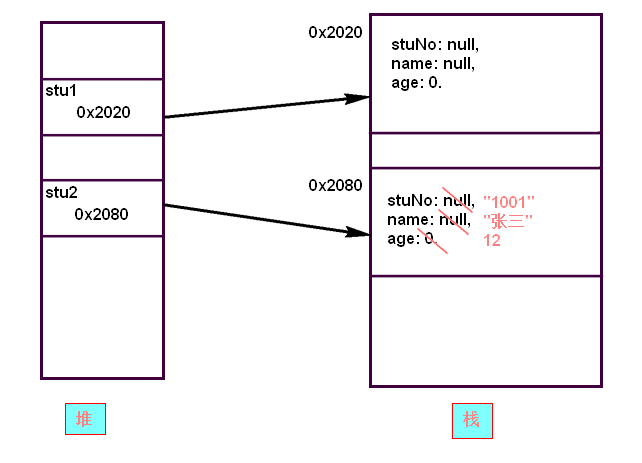 0x2020
stuNo: null,
name: null,
age: 0.
stu1
0x2020
0x2080
stu2
0x2080
stuNo: null, "1001"
name: null, "张三"
age: 0. 12
堆
栈